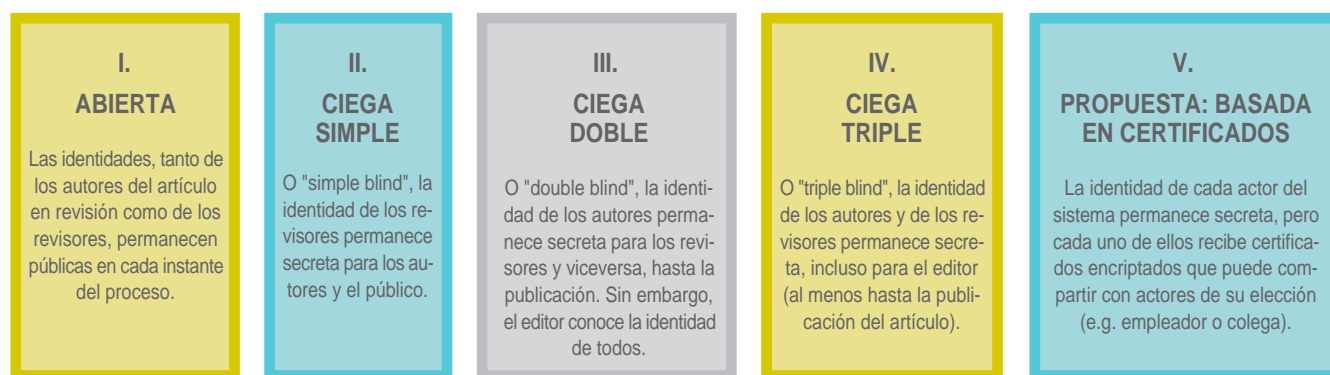 I.
ABIERTA
Las identidades, tanto de
los autores del artículo
en revisión como de los
revisores, permanecen
públicas en cada instante
del proceso.
II.
CIEGA
SIMPLE
O "simple blind", la
identidad de los re-
visores permanece
secreta para los au-
tores y el público.
III.
CIEGA
DOBLE
O "double blind", la identi-
dad de los autores perma-
nece secreta para los revi-
sores y viceversa, hasta la
publicación. Sin embargo,
el editor conoce la identidad
de todos.
IV.
CIEGA
TRIPLE
O "triple blind", la identidad
de los autores y de los re-
visores permanece secre-
ta, incluso para el editor
(al menos hasta la publi-
cación del artículo).
V.
PROPUESTA: BASADA
EN CERTIFICADOS
La identidad de cada actor del
sistema permanece secreta, pero
cada uno de ellos recibe certifica-
dos encriptados que puede com-
partir con actores de su elección
(e.g. empleador o colega).